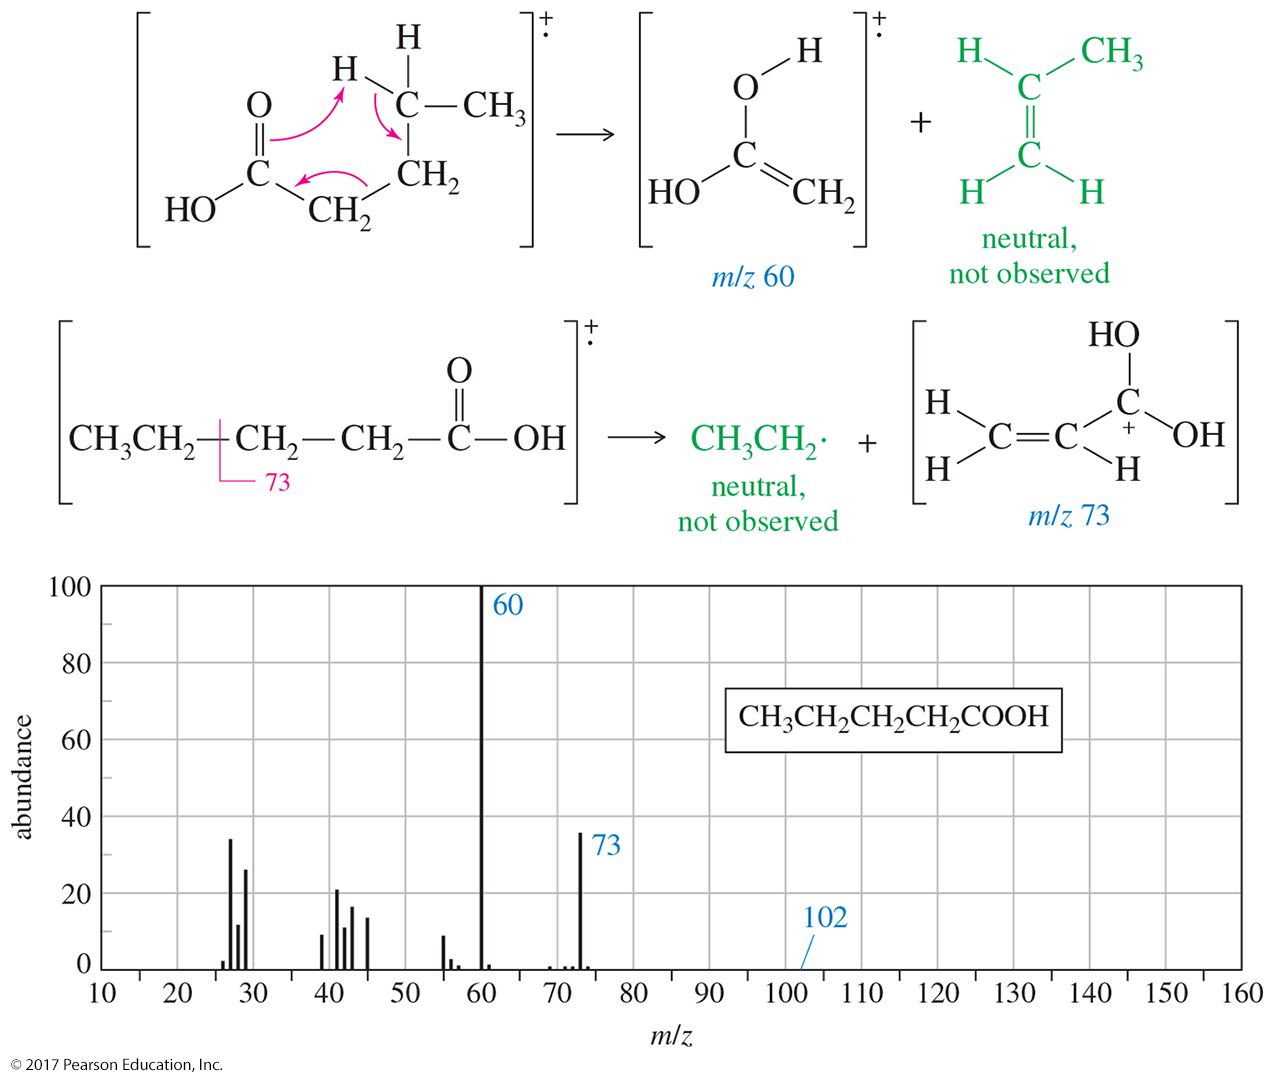 H
H
O
C—CH₃
C
CH₂
HO
CH₂
+
·
H
O
C
HO
CH₂
+
·
m/z 60
+
H
CH₃
C
C
H
H
neutral,
not observed
O
CH₃CH₂—CH₂—CH₂—C—OH
73
+
·
CH₃CH₂·
neutral,
not observed
+
HO
H
C
+
C=C
OH
H
H
m/z 73
100
80
60
40
20
0
abundance
60
73
102
CH₃CH₂CH₂CH₂COOH
10 20 30 40 50 60 70 80 90 100 110 120 130 140 150 160
m/z
© 2017 Pearson Education, Inc.